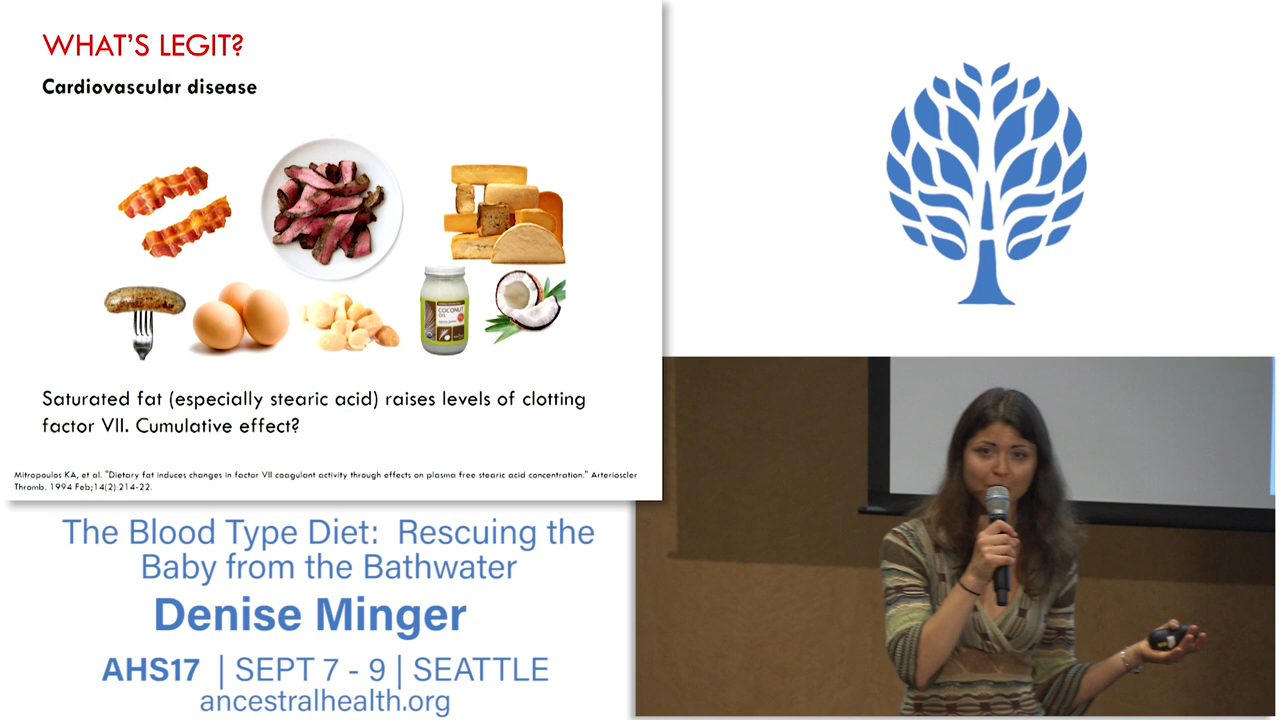 WHAT'S LEGIT?
Cardiovascular disease
COCONUT
OIL
Saturated fat (especially stearic acid) raises levels of clotting
factor VII. Cumulative effect?
Mitropoulos KA, et al. "Dietary fat induces changes in factor VII coagulant activity through effects on plasma free stearic acid concentration." Arterioscler
Thromb. 1994 Feb;14(2):214-22.
The Blood Type Diet: Rescuing the
Baby from the Bathwater
Denise Minger
AHS17 | SEPT 7 - 9 | SEATTLE
ancestralhealth.org